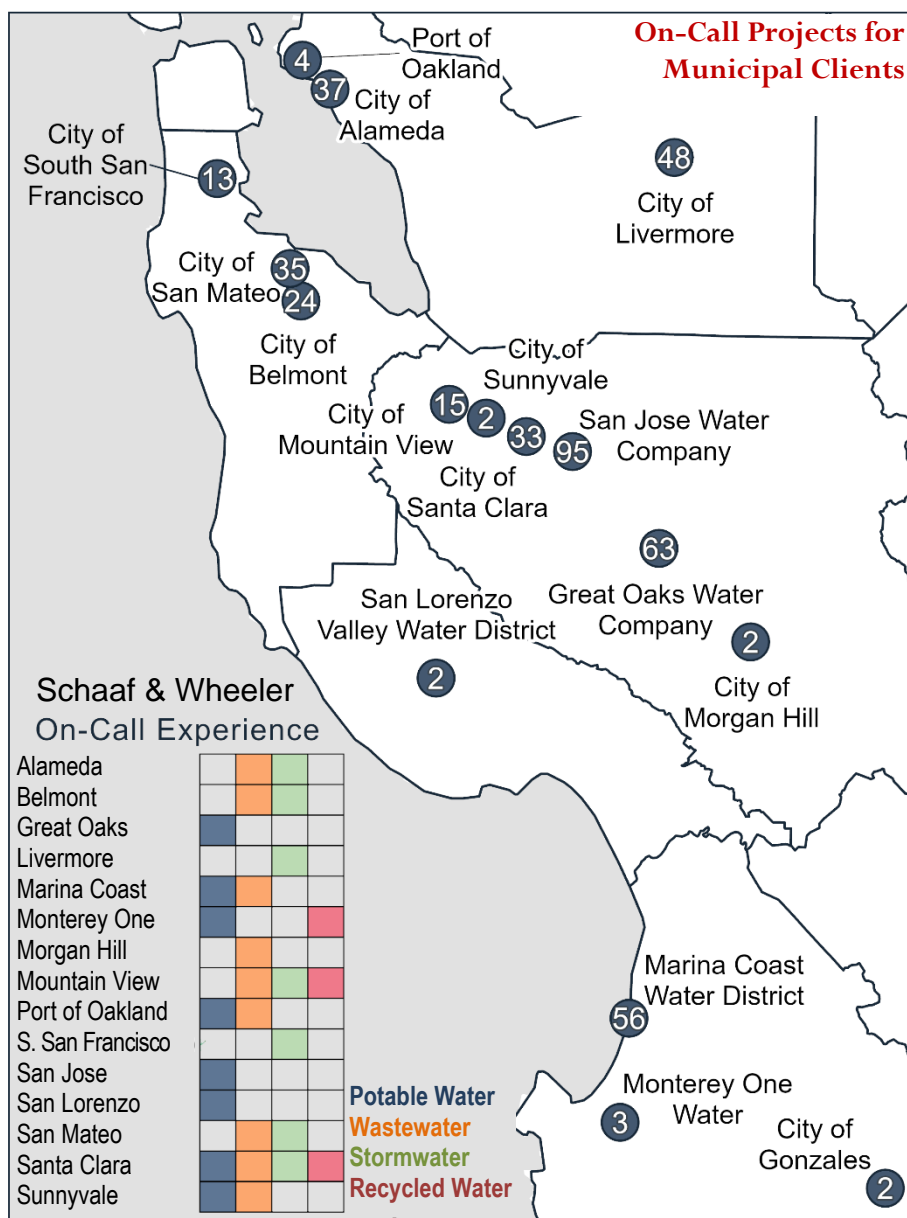 On-Call Projects for
Municipal Clients
Port of
Oakland
4
37
City of
Alameda
City of
South San
Francisco
13
48
City of
Livermore
City of
San Mateo
35
24
City of
Belmont
City of
Sunnyvale
15
2
33
95
City of
Mountain View
San Jose Water
Company
City of
Santa Clara
63
Great Oaks Water
Company
San Lorenzo
Valley Water District
2
2
City of
Morgan Hill
Schaaf & Wheeler
On-Call Experience
Alameda
Belmont
Great Oaks
Livermore
Marina Coast
Monterey One
Morgan Hill
Mountain View
Port of Oakland
S. San Francisco
San Jose
San Lorenzo
San Mateo
Santa Clara
Sunnyvale
Potable Water
Wastewater
Stormwater
Recycled Water
Marina Coast
Water District
56
Monterey One
Water
3
City of
Gonzales
2